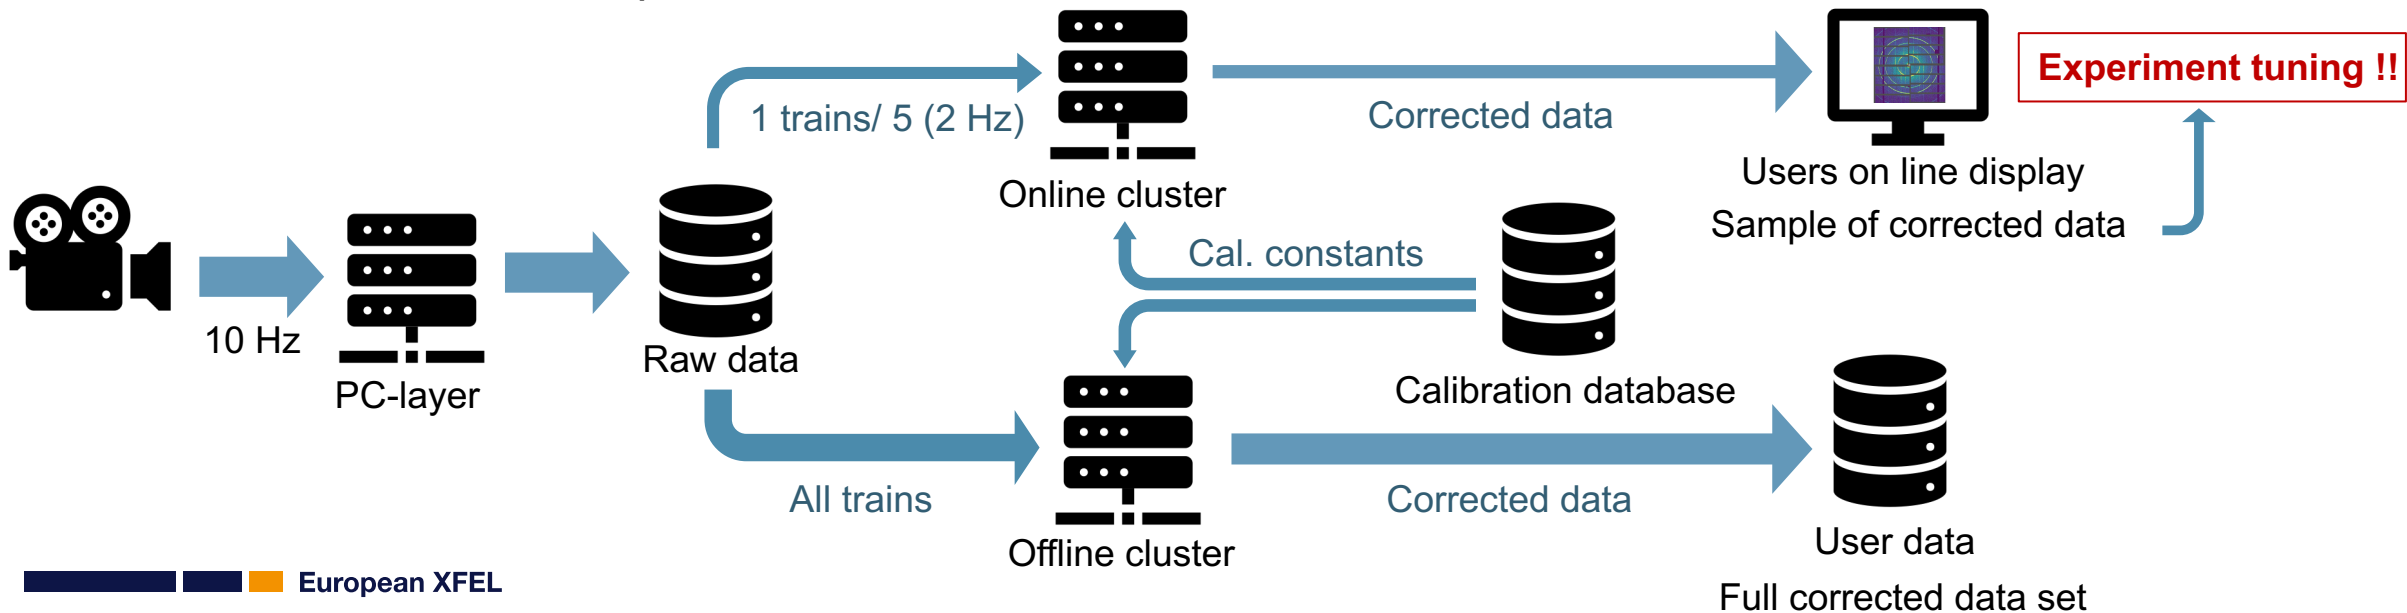 Experiment tuning !!
1 trains/ 5 (2 Hz)
Corrected data
Users on line display
Sample of corrected data
Online cluster
Cal. constants
10 Hz
PC-layer
Raw data
Calibration database
All trains
Corrected data
Offline cluster
User data
Full corrected data set
European XFEL